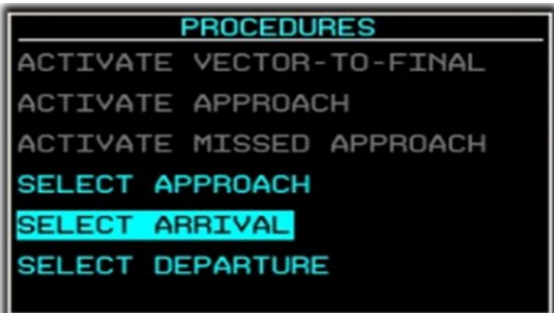 PROCEDURES
ACTIVATE VECTOR-TO-FINAL
ACTIVATE APPROACH
ACTIVATE MISSED APPROACH
SELECT APPROACH
SELECT ARRIVAL
SELECT DEPARTURE